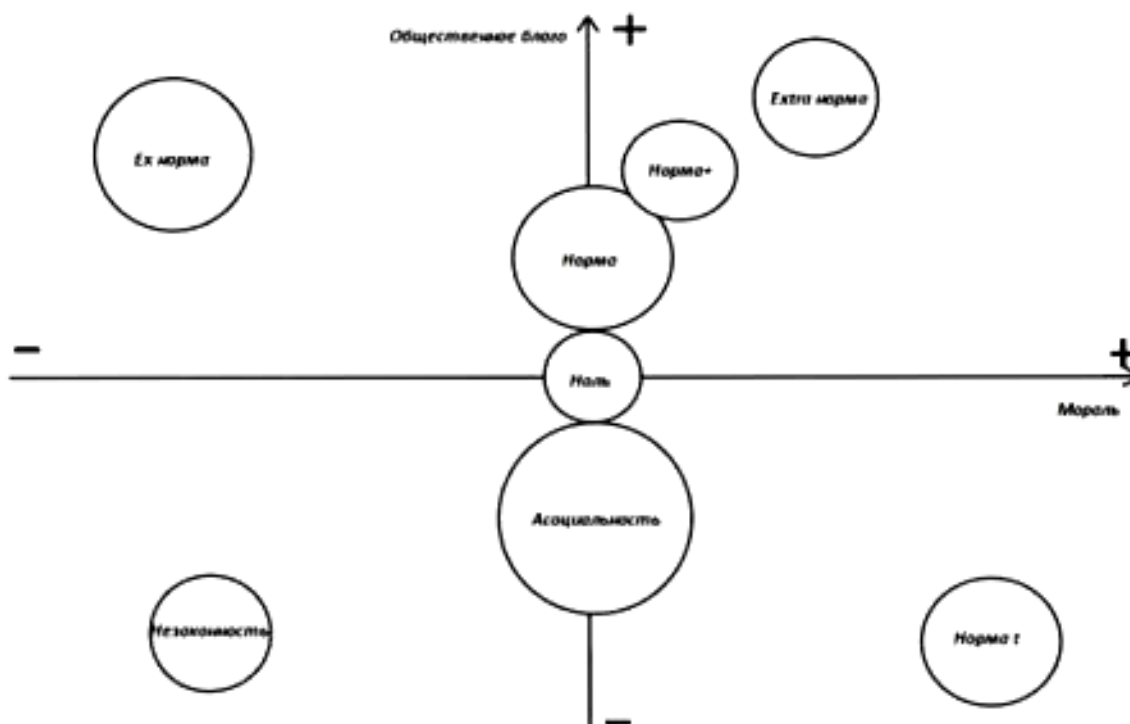 Общественное благо
+
Extra норма
Ex норма
Норма+
Норма
-
+
Ноль
Мораль
Асоциальность
Незаконность
Норма t
-